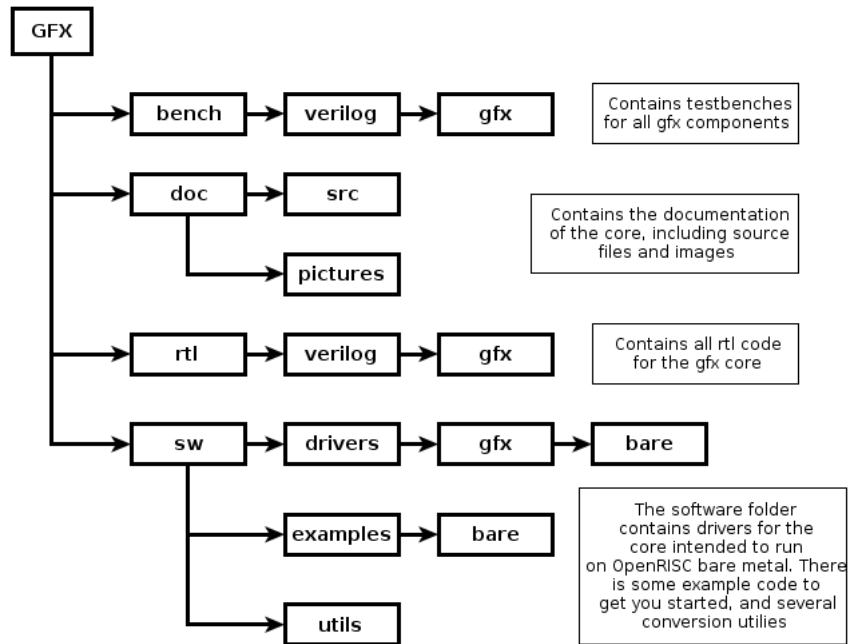 GFX
bench
verilog
gfx
Contains testbenches
for all gfx components
doc
src
Contains the documentation
of the core, including source
files and images
pictures
rtl
verilog
gfx
Contains all rtl code
for the gfx core
sw
drivers
gfx
bare
examples
bare
The software folder
contains drivers for the
core intended to run
on OpenRISC bare metal. There
is some example code to
get you started, and several
conversion utilies
utils